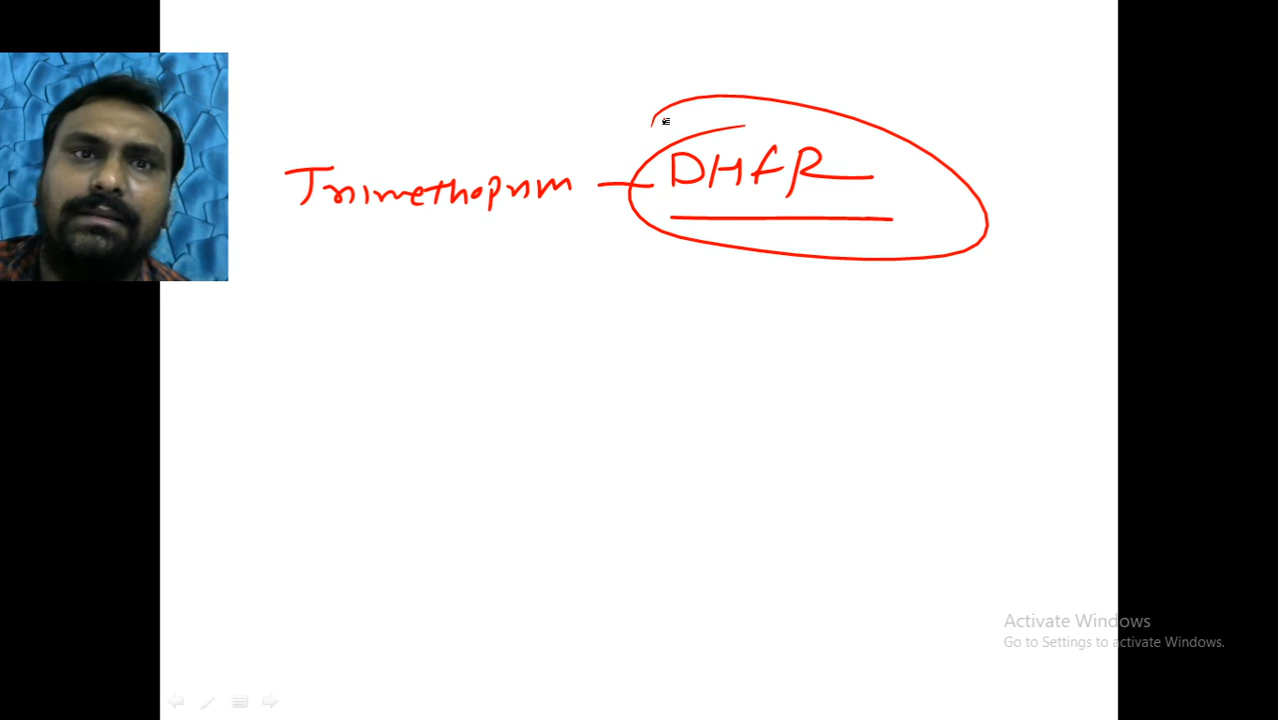 Trimethoprim — DHFR
Activate Windows
Go to Settings to activate Windows.